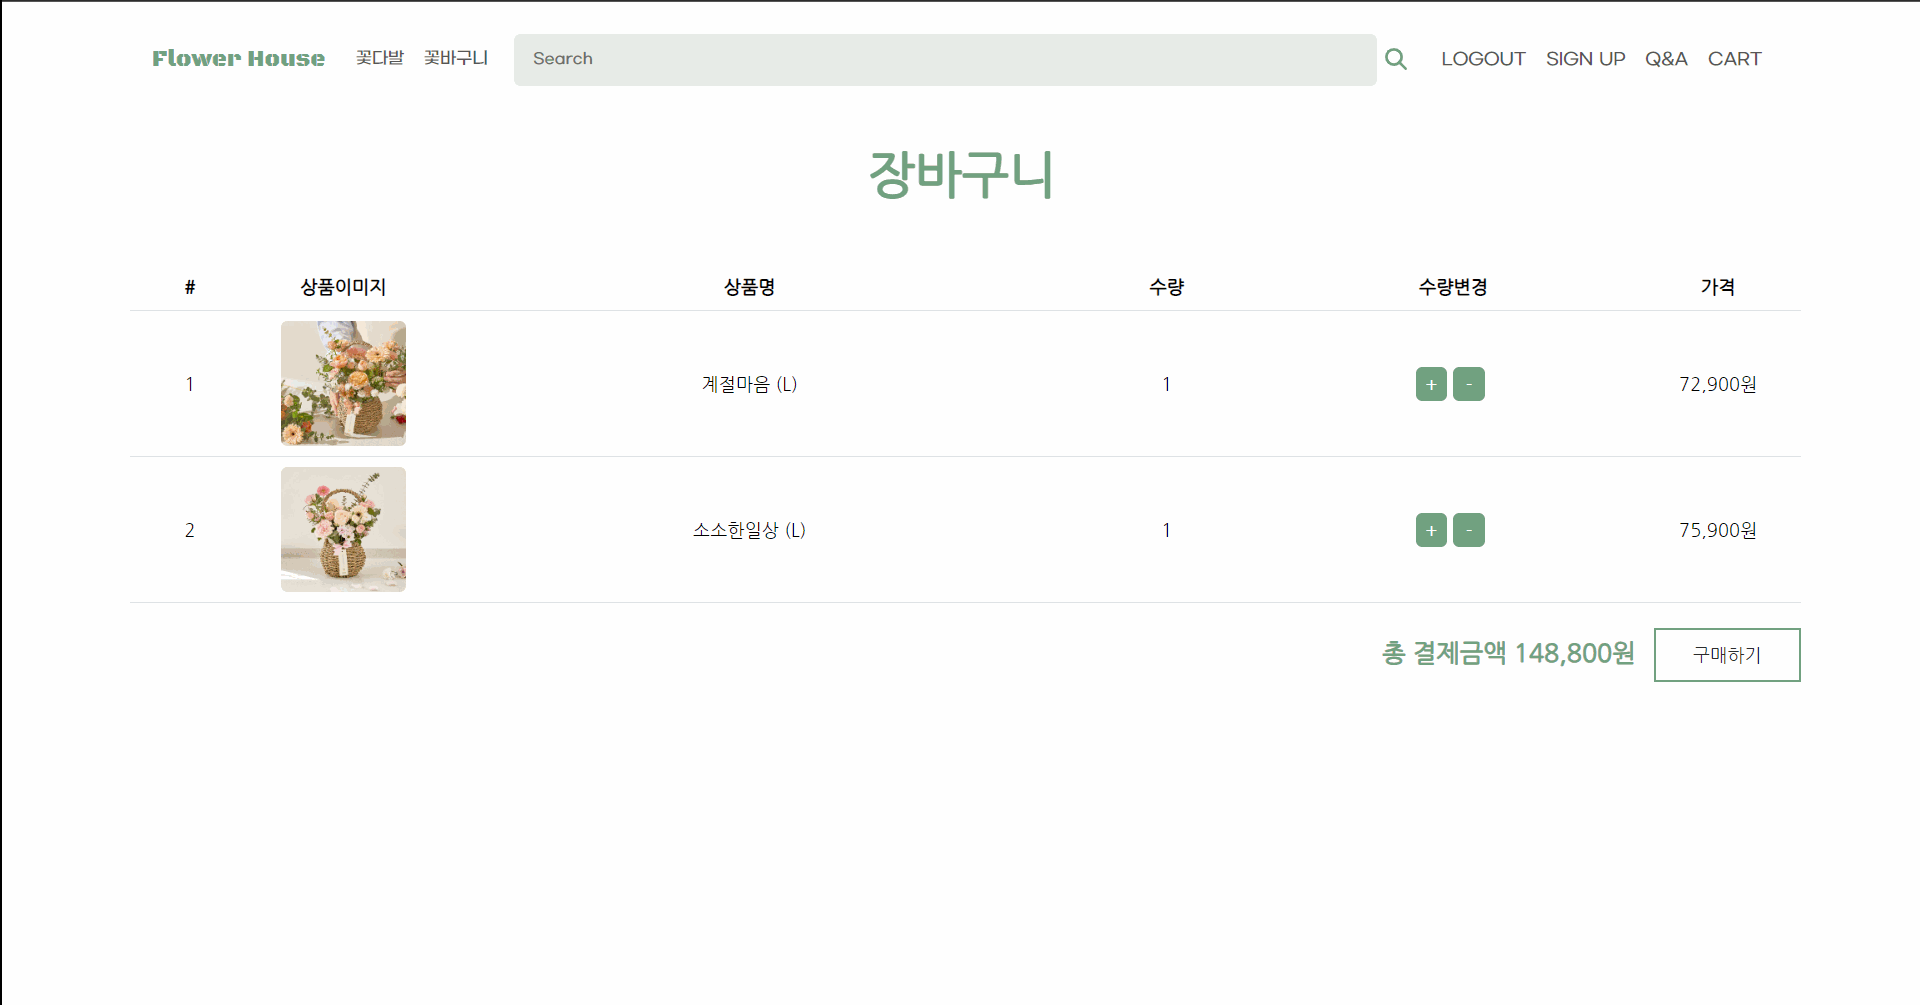 Flower House 꽃다발 꽃바구니 Search LOGOUT SIGN UP Q&A CART
장바구니
# 상품이미지 상품명 수량 수량변경 가격
1 계절마음 (L) 1 + - 72,900원
2 소소한일상 (L) 1 + - 75,900원
총 결제금액 148,800원 구매하기